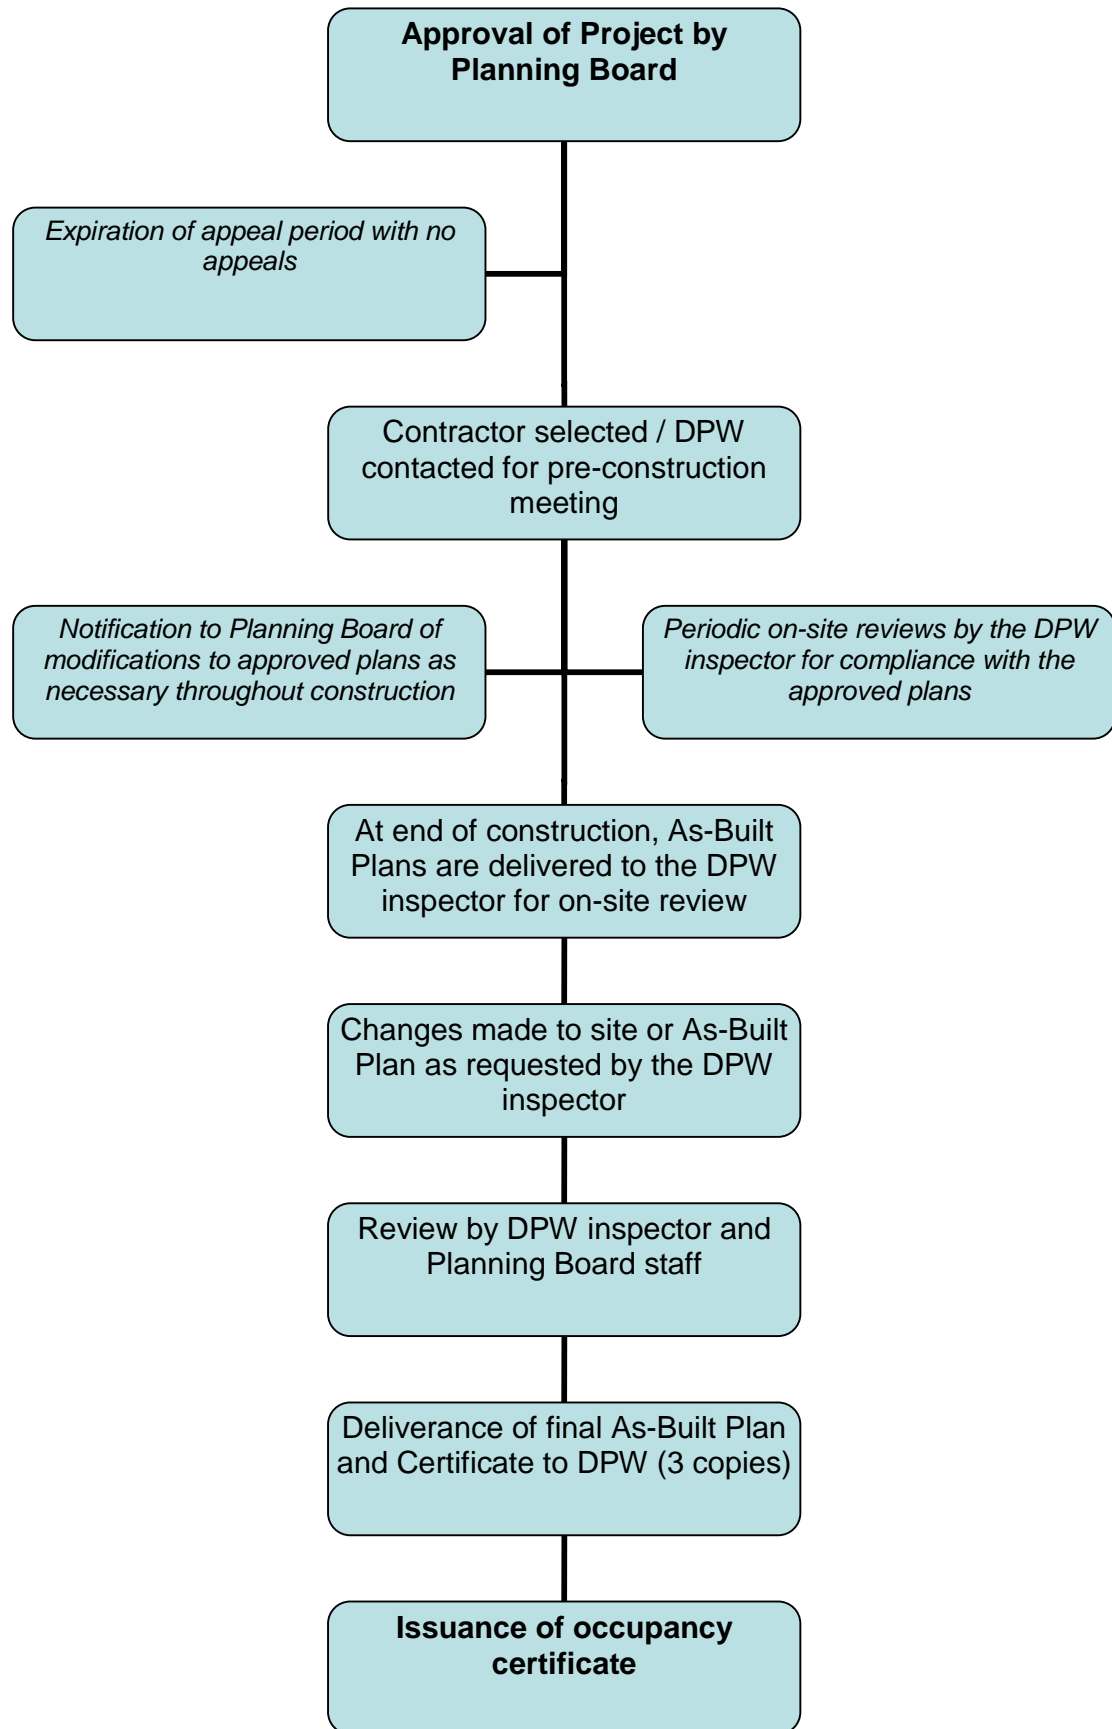 Approval of Project by
Planning Board
Expiration of appeal period with no
appeals
Contractor selected / DPW
contacted for pre-construction
meeting
Notification to Planning Board of
modifications to approved plans as
necessary throughout construction
Periodic on-site reviews by the DPW
inspector for compliance with the
approved plans
At end of construction, As-Built
Plans are delivered to the DPW
inspector for on-site review
Changes made to site or As-Built
Plan as requested by the DPW
inspector
Review by DPW inspector and
Planning Board staff
Deliverance of final As-Built Plan
and Certificate to DPW (3 copies)
Issuance of occupancy
certificate